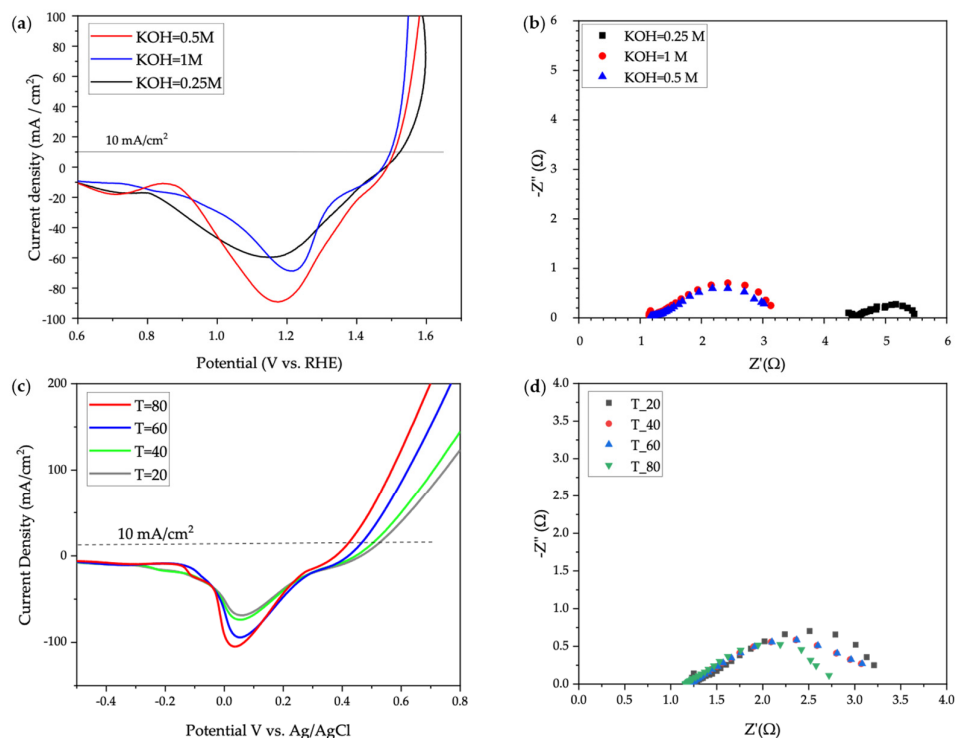 (a)
100
80
60
40
20
0
-20
-40
-60
-80
-100
Current density (mA / cm²)
KOH=0.5M
KOH=1M
KOH=0.25M
10 mA/cm²
0.6
0.8
1.0
1.2
1.4
1.6
Potential (V vs. RHE)
(b)
6
5
4
3
2
1
0
-Z'' (Ω)
KOH=0.25 M
KOH=1 M
KOH=0.5 M
0
1
2
3
4
5
6
Z'(Ω)
(c)
200
100
0
-100
Current Density (mA/cm²)
T=80
T=60
T=40
T=20
10 mA/cm²
-0.4
-0.2
0.0
0.2
0.4
0.6
0.8
Potential V vs. Ag/AgCl
(d)
4.0
3.5
3.0
2.5
2.0
1.5
1.0
0.5
0.0
-Z'' (Ω)
T_20
T_40
T_60
T_80
0.0
0.5
1.0
1.5
2.0
2.5
3.0
3.5
4.0
Z'(Ω)